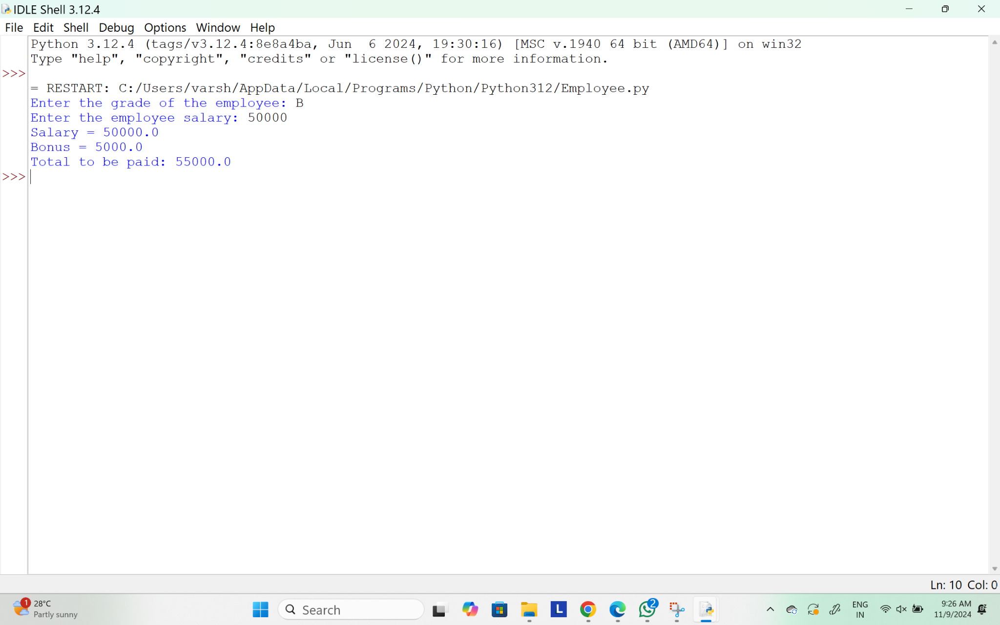 IDLE Shell 3.12.4
File Edit Shell Debug Options Window Help
Python 3.12.4 (tags/v3.12.4:8e8a4ba, Jun  6 2024, 19:30:16) [MSC v.1940 64 bit (AMD64)] on win32
Type "help", "copyright", "credits" or "license()" for more information.
>>>
= RESTART: C:/Users/varsh/AppData/Local/Programs/Python/Python312/Employee.py
Enter the grade of the employee: B
Enter the employee salary: 50000
Salary = 50000.0
Bonus = 5000.0
Total to be paid: 55000.0
>>>
Ln: 10 Col: 0
1 28°C
Partly sunny
Search
L
2
ENG
IN
9:26 AM
11/9/2024